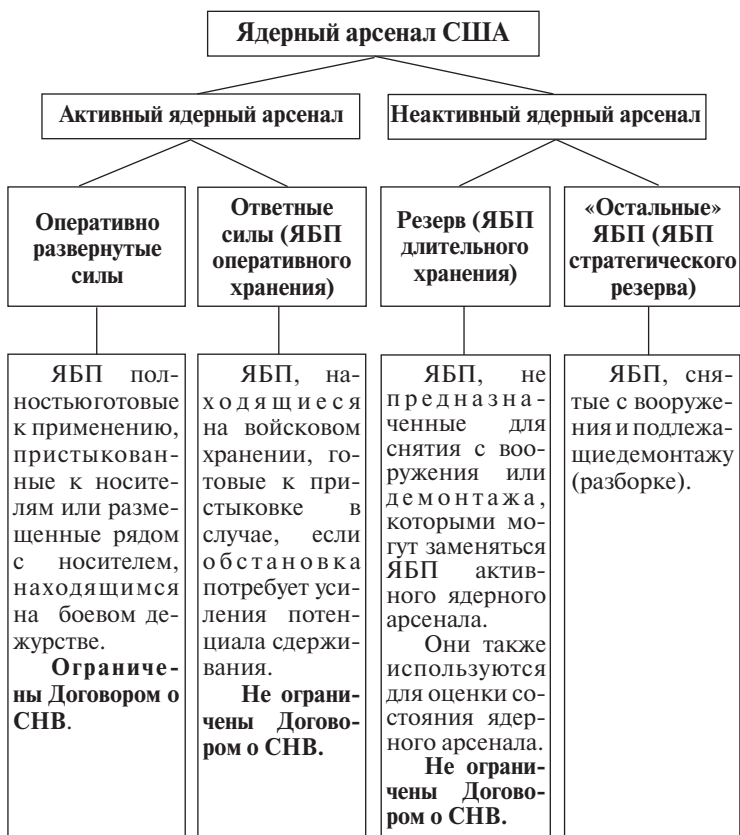 Ядерный арсенал США
Активный ядерный арсенал
Неактивный ядерный арсенал
Оперативно
развернутые
силы
Ответные
силы (ЯБП
оперативного
хранения)
Резерв (ЯБП
длительного
хранения)
«Остальные»
ЯБП (ЯБП
стратегического
резерва)
ЯБП пол-
ностьюготовые
к применению,
пристыкован-
ные к носите-
лям или разме-
щенные рядом
с носителем,
находящимся
на боевом де-
журстве.
Ограниче-
ны Договором о
СНВ.
ЯБП, на-
ходящиеся
на войсковом
хранении, го-
товые к при-
стыковке в
случае, если
обстановка
потребует уси-
ления потен-
циала сдержи-
вания.
Не ограни-
чены Догово-
ром о СНВ.
ЯБП, не
предназна-
ченные для
снятия с воо-
ружения или
демонтажа,
которыми мо-
гут заменяться
ЯБП актив-
ного ядерного
арсенала.
Они также
используются
для оценки со-
стояния ядер-
ного арсенала.
Не ограни-
чены Догово-
ром о СНВ.
ЯБП, сня-
тые с вооруже-
ния и подлежа-
щиедемонтажу
(разборке).